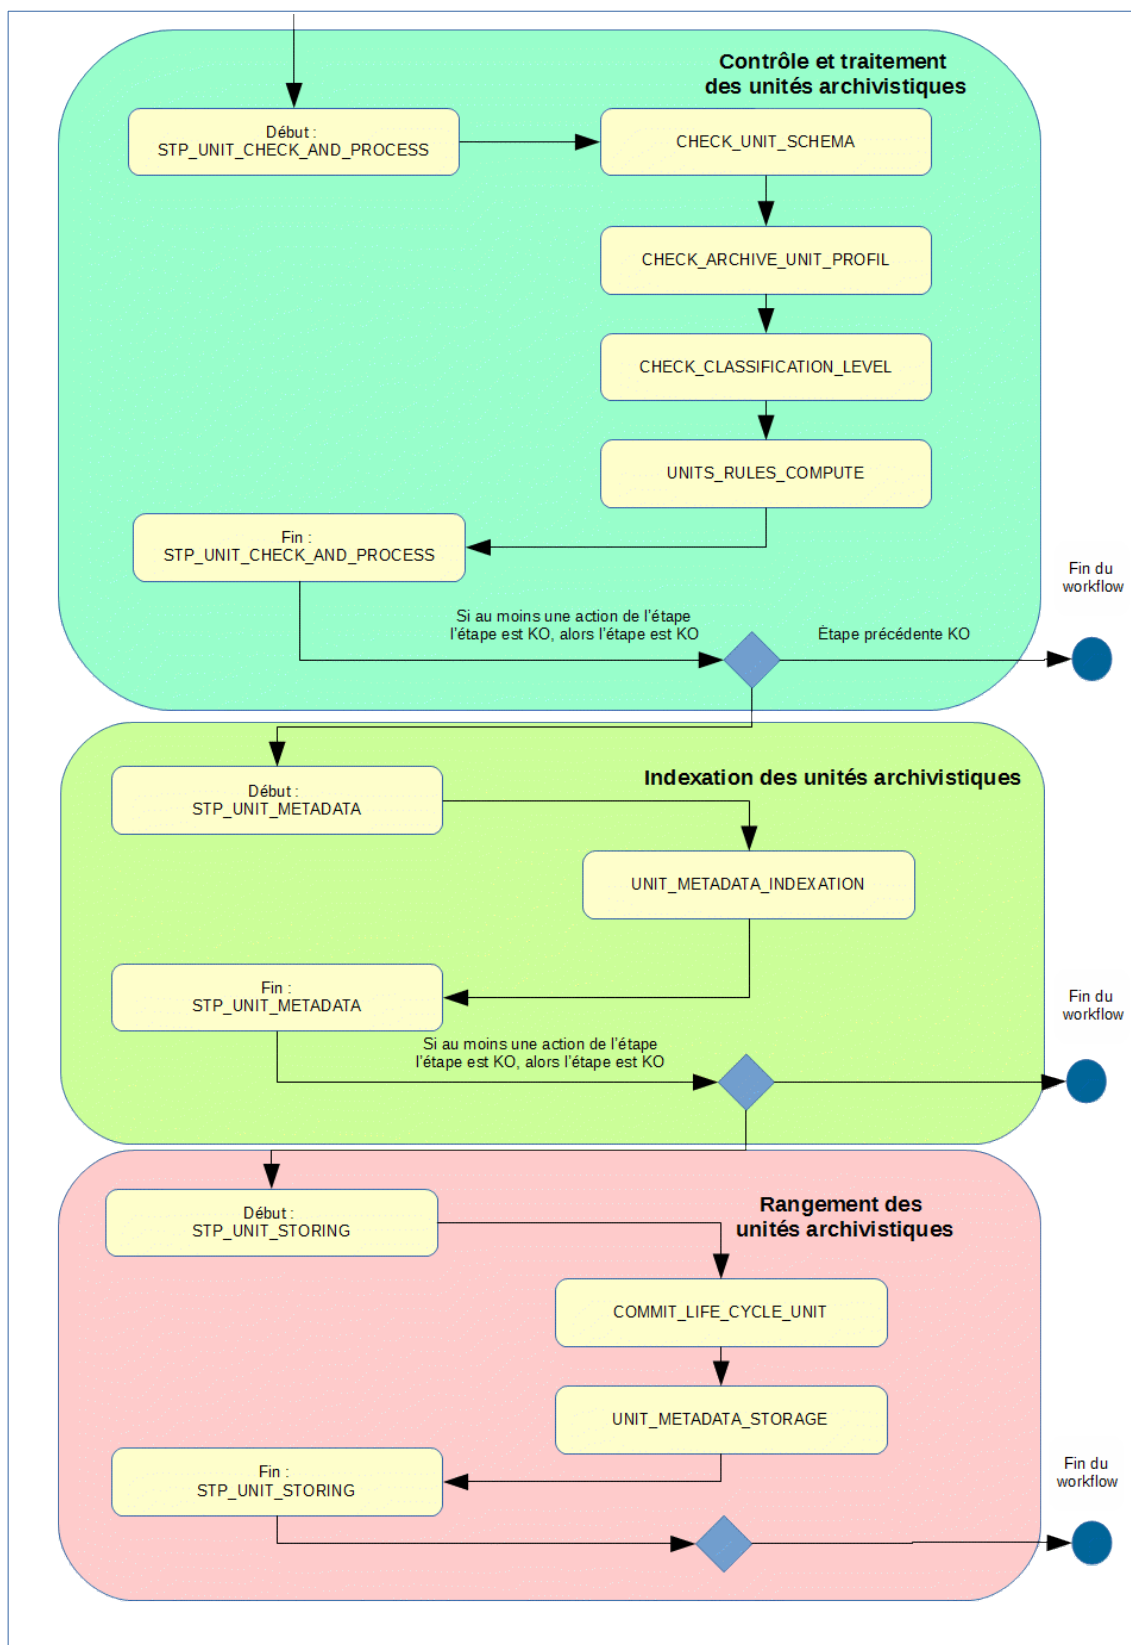 Contrôle et traitement
des unités archivistiques
Début :
STP_UNIT_CHECK_AND_PROCESS
CHECK_UNIT_SCHEMA
CHECK_ARCHIVE_UNIT_PROFIL
CHECK_CLASSIFICATION_LEVEL
UNITS_RULES_COMPUTE
Fin :
STP_UNIT_CHECK_AND_PROCESS
Fin du
workflow
Si au moins une action de l'étape
l'étape est KO, alors l'étape est KO
Étape précédente KO
Indexation des unités archivistiques
Début :
STP_UNIT_METADATA
UNIT_METADATA_INDEXATION
Fin :
STP_UNIT_METADATA
Fin du
workflow
Si au moins une action de l'étape
l'étape est KO, alors l'étape est KO
Rangement des
unités archivistiques
Début :
STP_UNIT_STORING
COMMIT_LIFE_CYCLE_UNIT
UNIT_METADATA_STORAGE
Fin :
STP_UNIT_STORING
Fin du
workflow